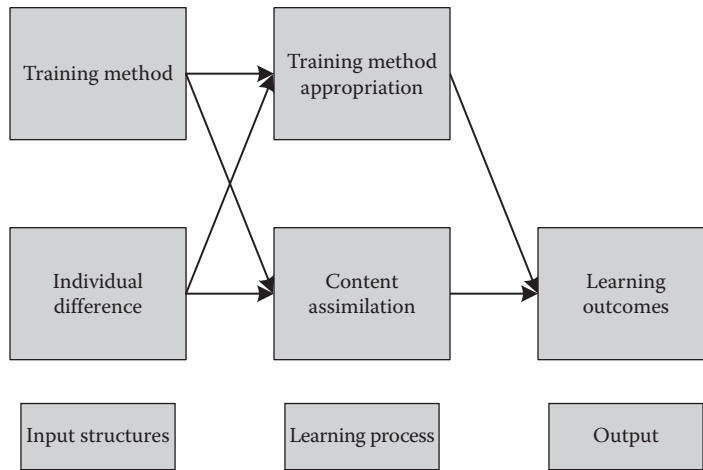 Training method
Training method
appropriation
Individual
difference
Content
assimilation
Learning
outcomes
Input structures
Learning process
Output